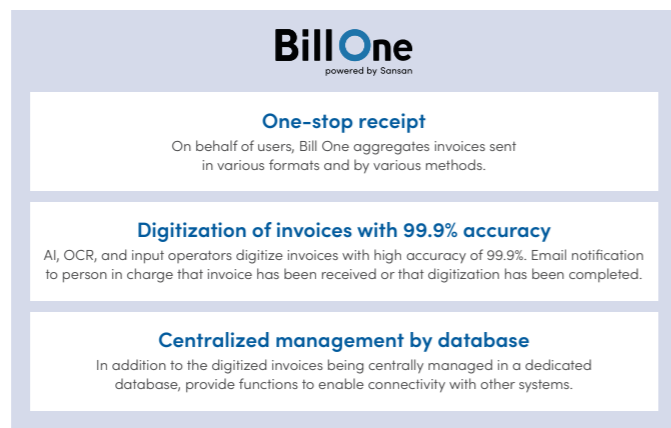 Bill One
powered by Sansan
One-stop receipt
On behalf of users, Bill One aggregates invoices sent
in various formats and by various methods.
Digitization of invoices with 99.9% accuracy
AI, OCR, and input operators digitize invoices with high accuracy of 99.9%. Email notification
to person in charge that invoice has been received or that digitization has been completed.
Centralized management by database
In addition to the digitized invoices being centrally managed in a dedicated
database, provide functions to enable connectivity with other systems.